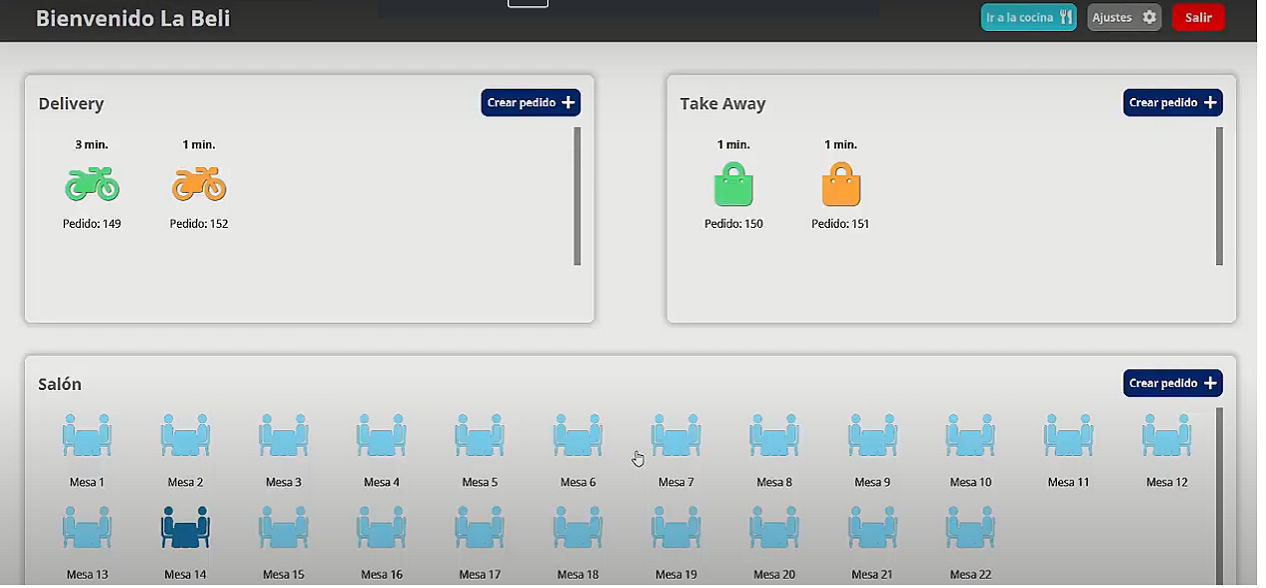 Bienvenido La Beli
Ir a la cocina
Ajustes
Salir
Delivery
Crear pedido
3 min.
1 min.
Pedido: 149
Pedido: 152
Take Away
Crear pedido
1 min.
1 min.
Pedido: 150
Pedido: 151
Salón
Crear pedido
Mesa 1
Mesa 2
Mesa 3
Mesa 4
Mesa 5
Mesa 6
Mesa 7
Mesa 8
Mesa 9
Mesa 10
Mesa 11
Mesa 12
Mesa 13
Mesa 14
Mesa 15
Mesa 16
Mesa 17
Mesa 18
Mesa 19
Mesa 20
Mesa 21
Mesa 22